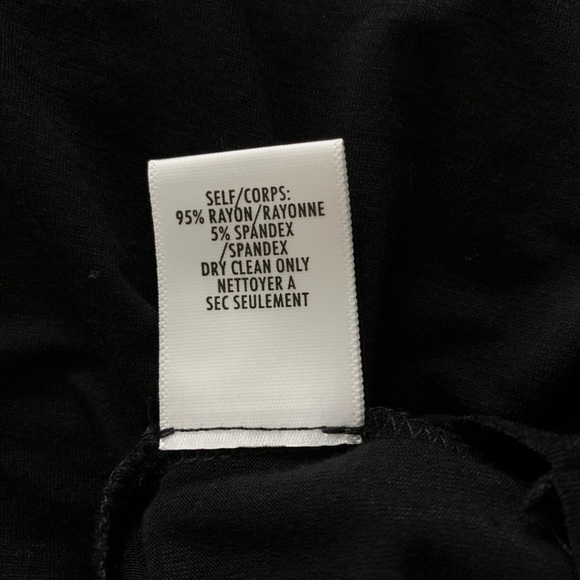 SELF/CORPS:
95% RAYON/RAYONNE
5% SPANDEX
/SPANDEX
DRY CLEAN ONLY
NETTOYER A
SEC SEULEMENT